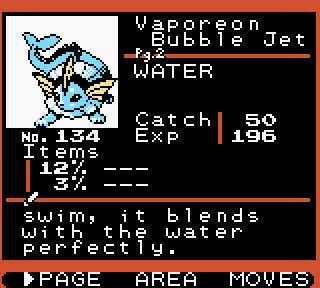 Vaporeon
Bubble Jet
Pg.2
WATER
Catch 50
No. 134 Exp 196
Items
12% ---
3% ---
swim, it blends
with the water
perfectly.
▶PAGE AREA MOVES